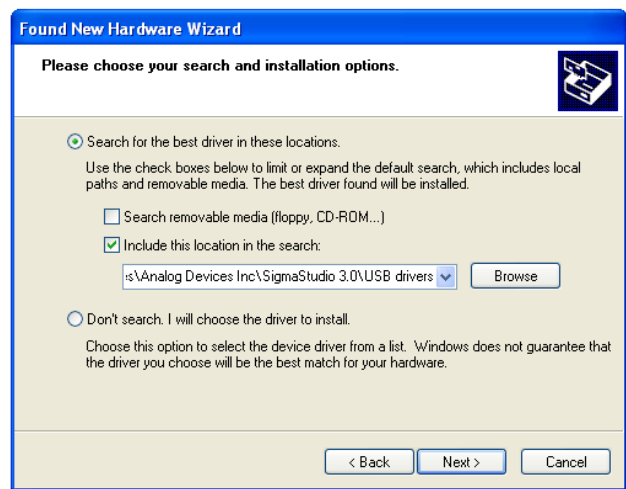 Found New Hardware Wizard
Please choose your search and installation options.
Search for the best driver in these locations.
Use the check boxes below to limit or expand the default search, which includes local
paths and removable media. The best driver found will be installed.
Search removable media (floppy, CD-ROM...)
Include this location in the search:
s\Analog Devices Inc\SigmaStudio 3.0\USB drivers
Browse
Don't search. I will choose the driver to install.
Choose this option to select the device driver from a list. Windows does not guarantee that
the driver you choose will be the best match for your hardware.
< Back Next > Cancel